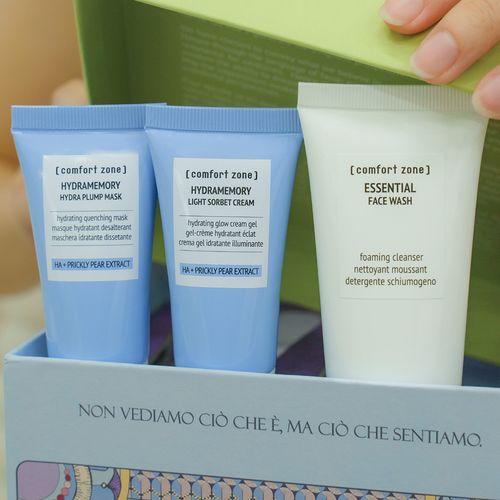 [ comfort zone ]
HYDRAMEMORY
HYDRA PLUMP MASK
hydrating quenching mask
masque hydratant desalterant
maschera idratante dissetante
HA + PRICKLY PEAR EXTRACT
[ comfort zone ]
HYDRAMEMORY
LIGHT SORBET CREAM
hydrating glow cream gel
gel-crème hydratant éclat
crema gel idratante illuminante
HA + PRICKLY PEAR EXTRACT
[ comfort zone ]
ESSENTIAL
FACE WASH
foaming cleanser
nettoyant moussant
detergente schiumogeno
NON VEDIAMO CIÒ CHE È, MA CIÒ CHE SENTIAMO.